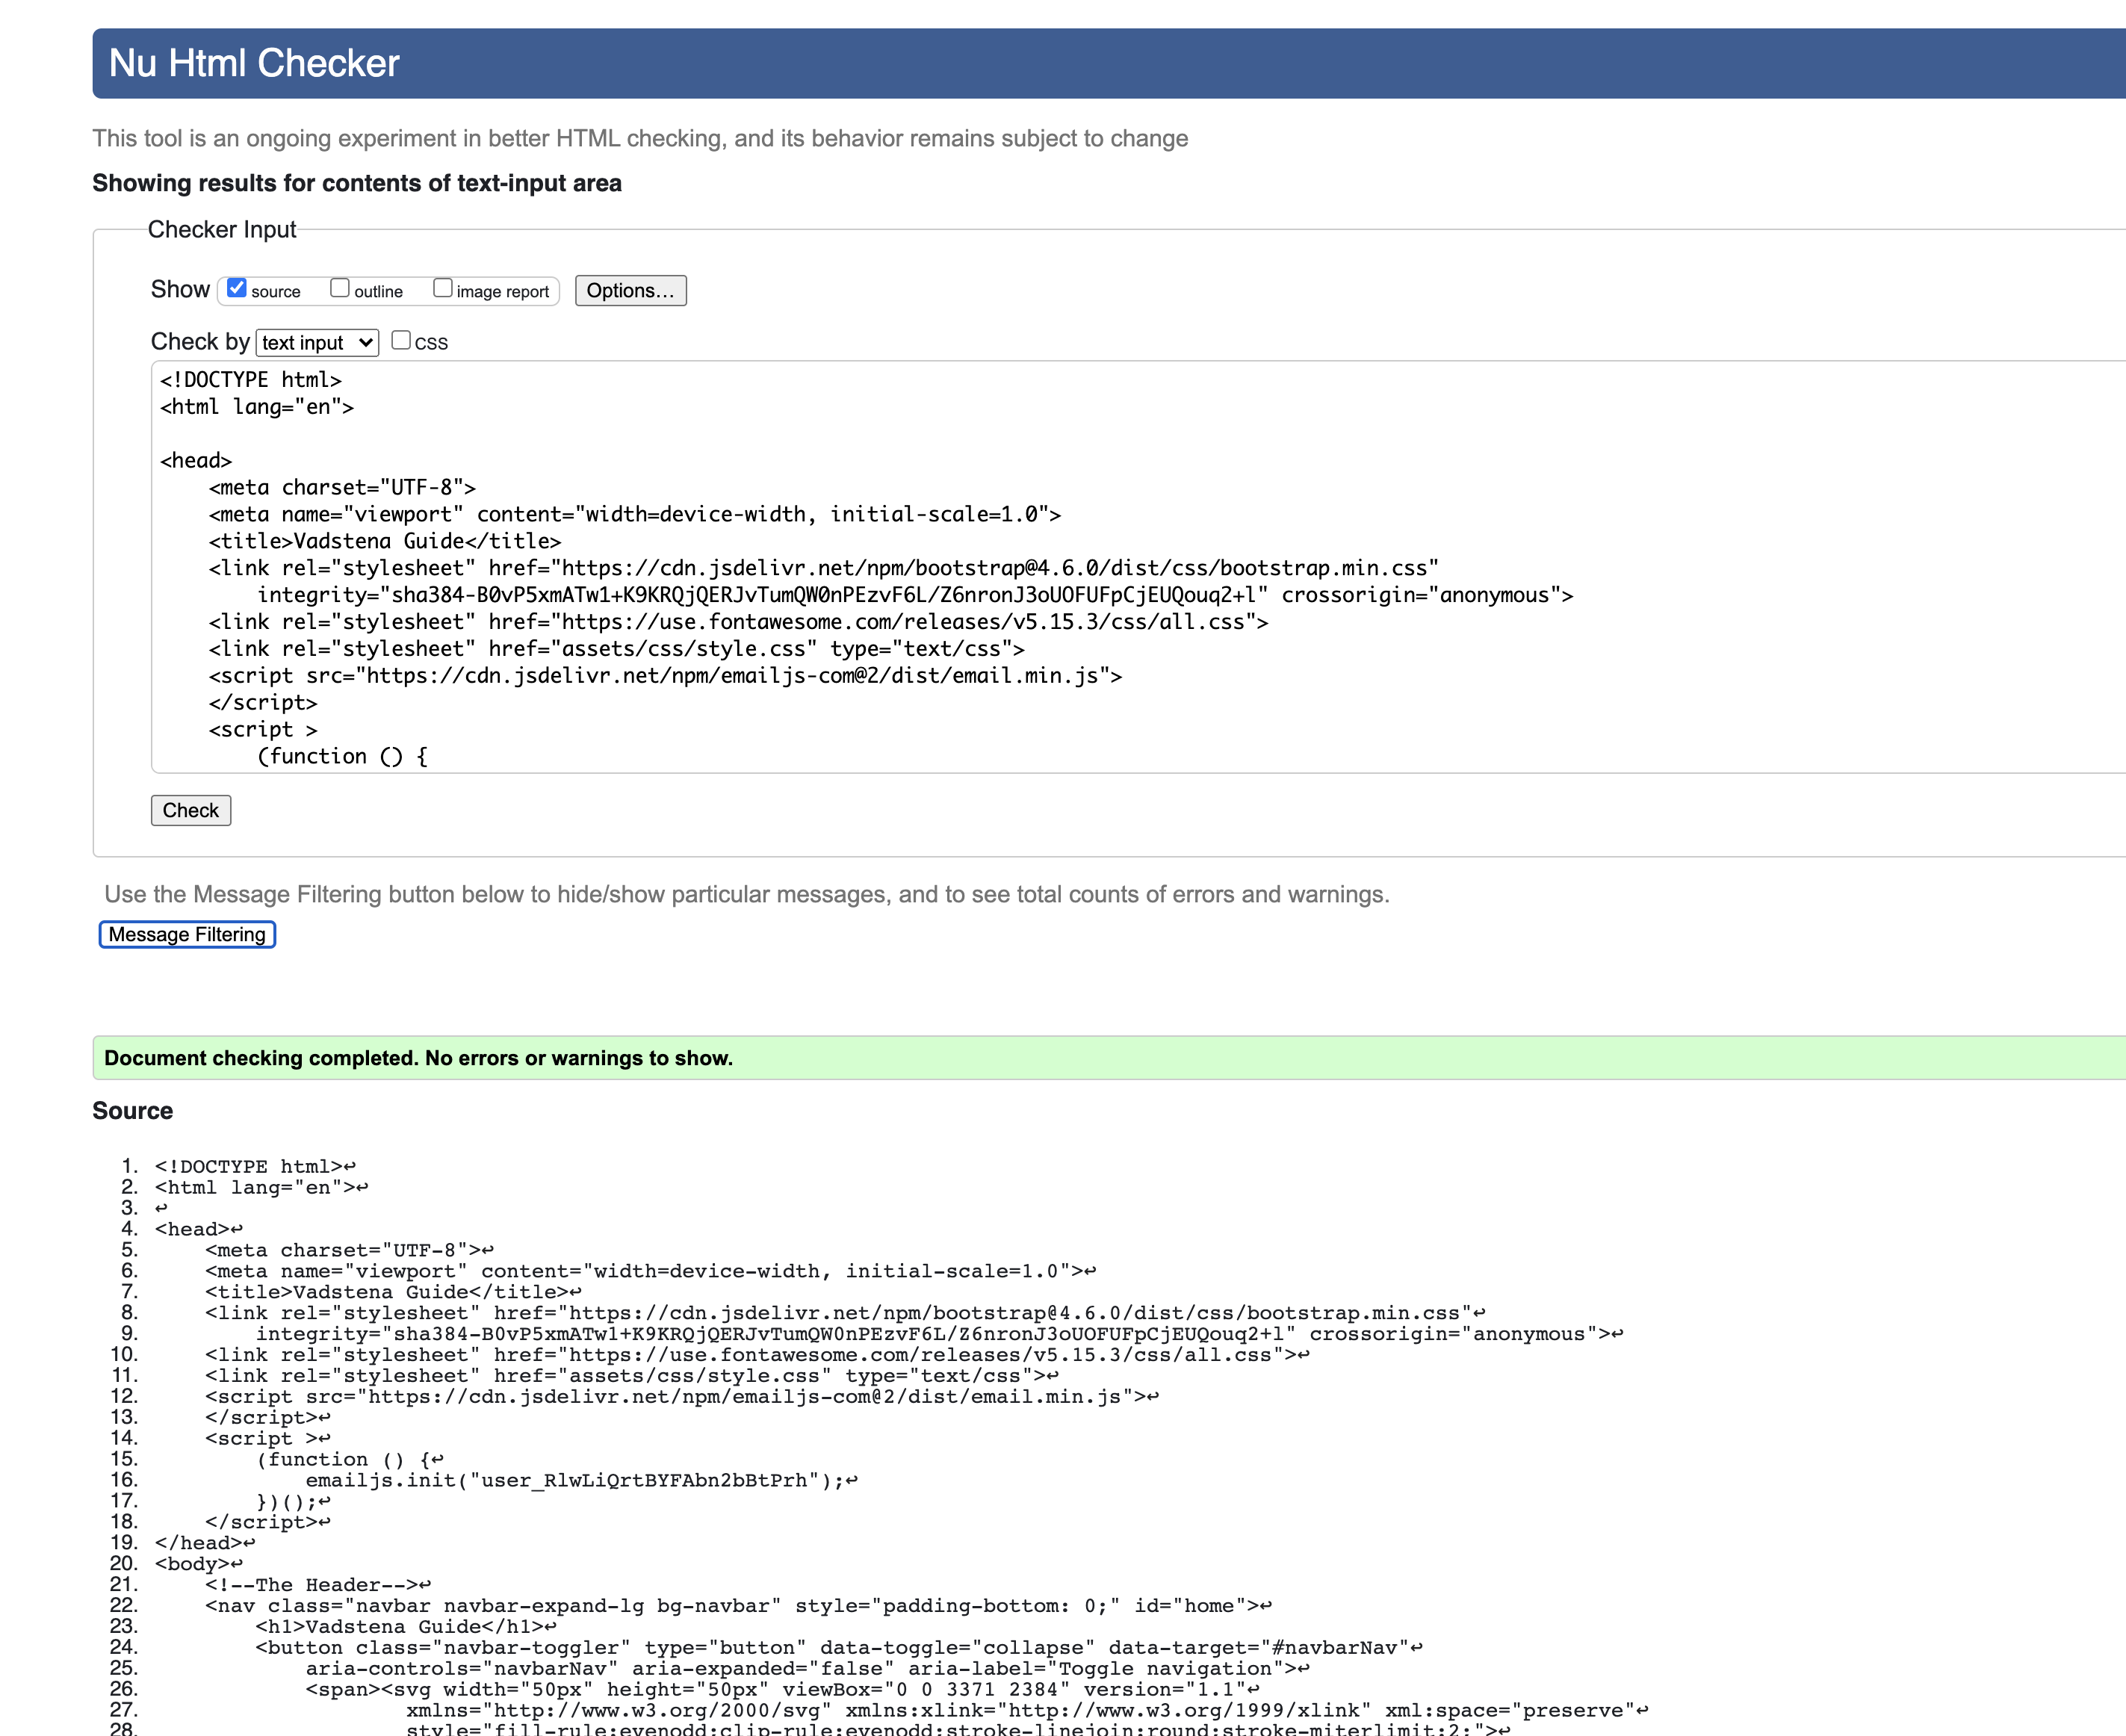 Nu Html Checker
This tool is an ongoing experiment in better HTML checking, and its behavior remains subject to change
Showing results for contents of text-input area
Checker Input
Show source outline image report Options…
Check by text input CSS
<!DOCTYPE html>
<html lang="en">
<head>
    <meta charset="UTF-8">
    <meta name="viewport" content="width=device-width, initial-scale=1.0">
    <title>Vadstena Guide</title>
    <link rel="stylesheet" href="https://cdn.jsdelivr.net/npm/bootstrap@4.6.0/dist/css/bootstrap.min.css"
        integrity="sha384-B0vP5xmATw1+K9KRQjQERJvTumQW0nPEzvF6L/Z6nronJ3oUOFUFpCjEUQouq2+l" crossorigin="anonymous">
    <link rel="stylesheet" href="https://use.fontawesome.com/releases/v5.15.3/css/all.css">
    <link rel="stylesheet" href="assets/css/style.css" type="text/css">
    <script src="https://cdn.jsdelivr.net/npm/emailjs-com@2/dist/email.min.js">
    </script>
    <script >
        (function () {
Check
Use the Message Filtering button below to hide/show particular messages, and to see total counts of errors and warnings.
Message Filtering
Document checking completed. No errors or warnings to show.
Source
1. <!DOCTYPE html>↩
2. <html lang="en">↩
3. ↩
4. <head>↩
5.     <meta charset="UTF-8">↩
6.     <meta name="viewport" content="width=device-width, initial-scale=1.0">↩
7.     <title>Vadstena Guide</title>↩
8.     <link rel="stylesheet" href="https://cdn.jsdelivr.net/npm/bootstrap@4.6.0/dist/css/bootstrap.min.css"↩
9.         integrity="sha384-B0vP5xmATw1+K9KRQjQERJvTumQW0nPEzvF6L/Z6nronJ3oUOFUFpCjEUQouq2+l" crossorigin="anonymous">↩
10.     <link rel="stylesheet" href="https://use.fontawesome.com/releases/v5.15.3/css/all.css">↩
11.     <link rel="stylesheet" href="assets/css/style.css" type="text/css">↩
12.     <script src="https://cdn.jsdelivr.net/npm/emailjs-com@2/dist/email.min.js">↩
13.     </script>↩
14.     <script >↩
15.         (function () {↩
16.             emailjs.init("user_RlwLiQrtBYFAbn2bBtPrh");↩
17.         })();↩
18.     </script>↩
19. </head>↩
20. <body>↩
21.     <!--The Header-->↩
22.     <nav class="navbar navbar-expand-lg bg-navbar" style="padding-bottom: 0;" id="home">↩
23.         <h1>Vadstena Guide</h1>↩
24.         <button class="navbar-toggler" type="button" data-toggle="collapse" data-target="#navbarNav"↩
25.             aria-controls="navbarNav" aria-expanded="false" aria-label="Toggle navigation">↩
26.             <span><svg width="50px" height="50px" viewBox="0 0 3371 2384" version="1.1"↩
27.                     xmlns="http://www.w3.org/2000/svg" xmlns:xlink="http://www.w3.org/1999/xlink" xml:space="preserve"↩
28.                     style="fill-rule:evenodd;clip-rule:evenodd;stroke-linejoin:round;stroke-miterlimit:2;">↩